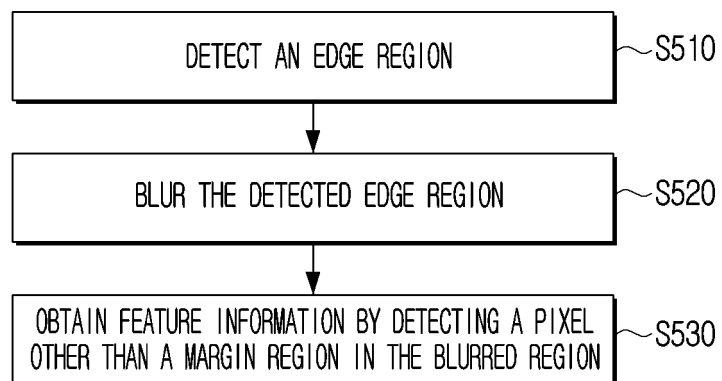 DETECT AN EDGE REGION
S510
BLUR THE DETECTED EDGE REGION
S520
OBTAIN FEATURE INFORMATION BY DETECTING A PIXEL
OTHER THAN A MARGIN REGION IN THE BLURRED REGION
S530